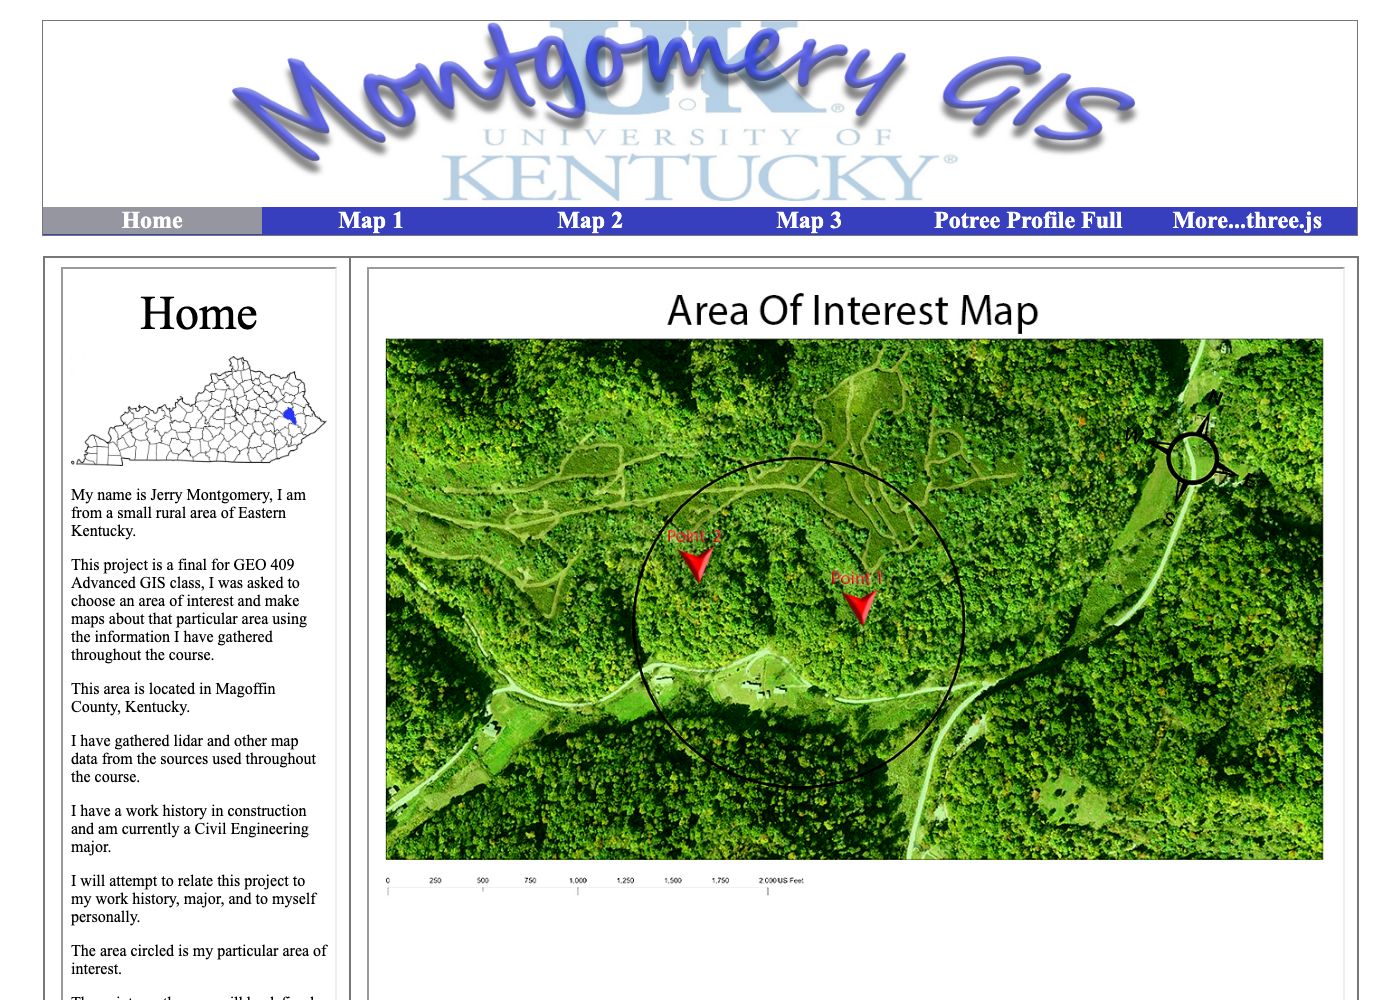 Montgomery GIS
UK®
UNIVERSITY OF
KENTUCKY®
Home
Map 1
Map 2
Map 3
Potree Profile Full
More...three.js
Home
My name is Jerry Montgomery, I am
from a small rural area of Eastern
Kentucky.
This project is a final for GEO 409
Advanced GIS class, I was asked to
choose an area of interest and make
maps about that particular area using
the information I have gathered
throughout the course.
This area is located in Magoffin
County, Kentucky.
I have gathered lidar and other map
data from the sources used throughout
the course.
I have a work history in construction
and am currently a Civil Engineering
major.
I will attempt to relate this project to
my work history, major, and to myself
personally.
The area circled is my particular area of
interest.
Area Of Interest Map
N
W
E
S
Point 2
Point 1
0 250 500 750 1,000 1,250 1,500 1,750 2,000 US Feet